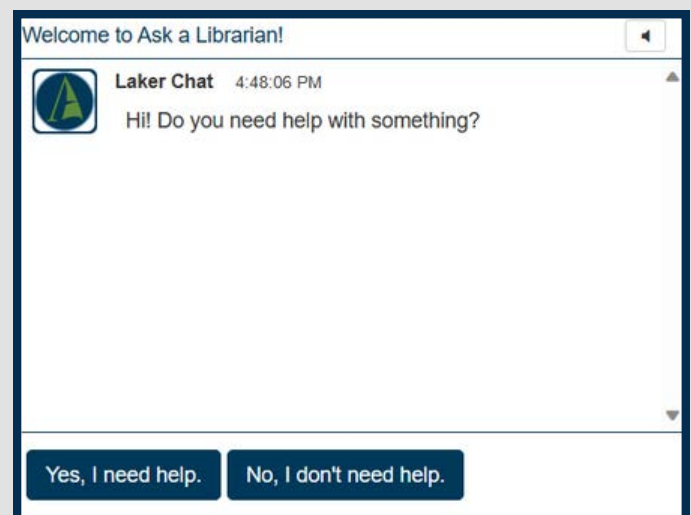 Welcome to Ask a Librarian!
Laker Chat 4:48:06 PM
Hi! Do you need help with something?
Yes, I need help. No, I don't need help.